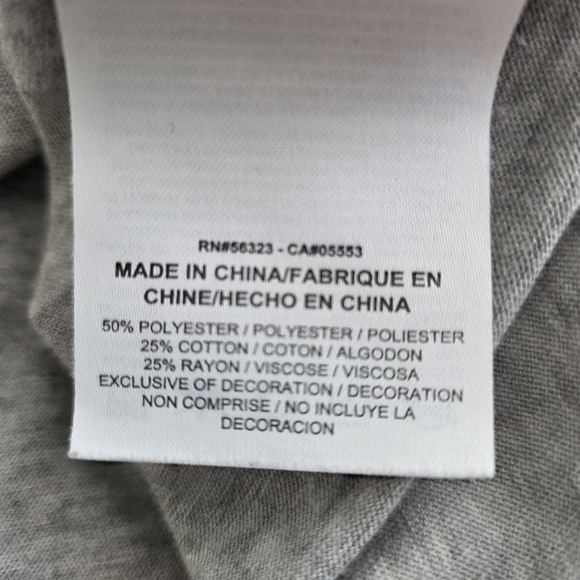 RN#56323 - CA#05553
MADE IN CHINA/FABRIQUE EN
CHINE/HECHO EN CHINA
50% POLYESTER / POLYESTER / POLIESTER
25% COTTON / COTON / ALGODON
25% RAYON / VISCOSE / VISCOSA
EXCLUSIVE OF DECORATION / DECORATION
NON COMPRISE / NO INCLUYE LA
DECORACION